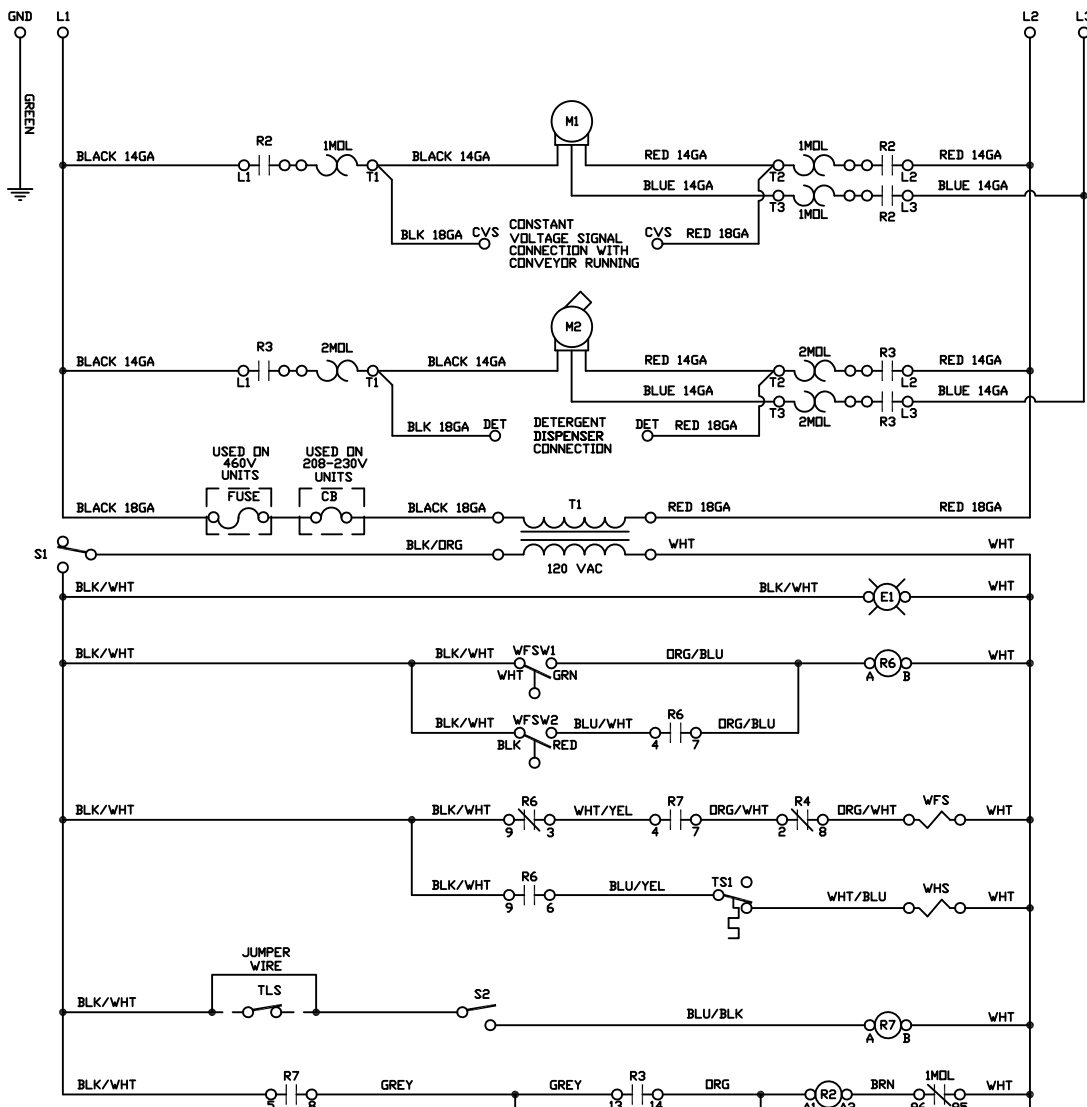 GND
L1
L2
L3
GREEN
M1
BLACK 14GA
R2
L1
1MOL
T1
BLACK 14GA
RED 14GA
T2
1MOL
R2
L2
RED 14GA
BLUE 14GA
T3
1MOL
R2
L3
BLUE 14GA
BLK 18GA
CVS
CONSTANT
VOLTAGE SIGNAL
CONNECTION WITH
CONVEYOR RUNNING
CVS
RED 18GA
M2
BLACK 14GA
R3
L1
2MOL
T1
BLACK 14GA
RED 14GA
T2
2MOL
R3
L2
RED 14GA
BLUE 14GA
T3
2MOL
R3
L3
BLUE 14GA
BLK 18GA
DET
DETERGENT
DISPENSER
CONNECTION
DET
RED 18GA
USED ON
460V
UNITS
FUSE
USED ON
208-230V
UNITS
CB
BLACK 18GA
BLACK 18GA
T1
RED 18GA
RED 18GA
S1
BLK/ORG
120 VAC
WHT
WHT
BLK/WHT
BLK/WHT
E1
WHT
BLK/WHT
BLK/WHT
WFSW1
WHT
GRN
ORG/BLU
R6
A
B
WHT
BLK/WHT
WFSW2
BLK
RED
BLU/WHT
R6
4
7
ORG/BLU
BLK/WHT
BLK/WHT
R6
9
3
WHT/YEL
R7
4
7
ORG/WHT
R4
2
8
ORG/WHT
WFS
WHT
BLK/WHT
R6
9
6
BLU/YEL
TS1
WHT/BLU
WHS
WHT
JUMPER
WIRE
BLK/WHT
TLS
S2
BLU/BLK
R7
A
B
WHT
BLK/WHT
R7
5
8
GREY
GREY
R3
13
14
ORG
R2
A1
A2
BRN
1MOL
96
95
WHT